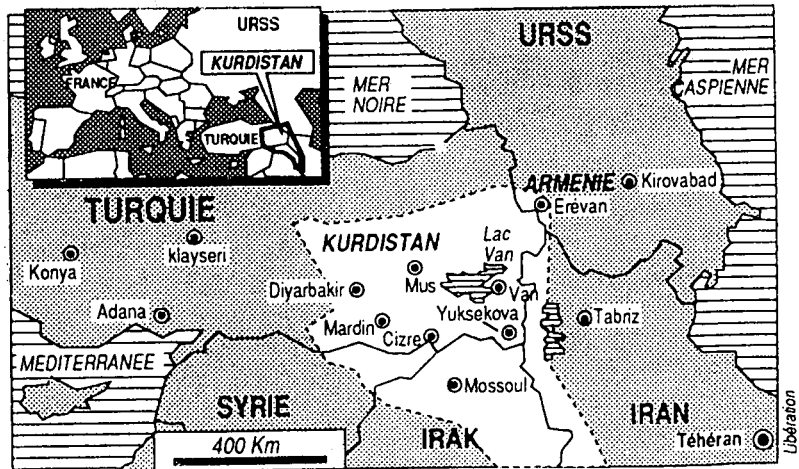 URSS
KURDISTAN
FRANCE
TURQUIE
URSS
MER
NOIRE
MER
CASPIENNE
ARMENIE
Kirovabad
Erévan
TURQUIE
KURDISTAN
Lac
Van
klayseri
Konya
Mus
Diyarbakir
Van
Adana
Yuksekova
Tabriz
Mardin
Cizre
MEDITERRANEE
Mossoul
SYRIE
IRAN
400 Km
IRAK
Téhéran
Libération